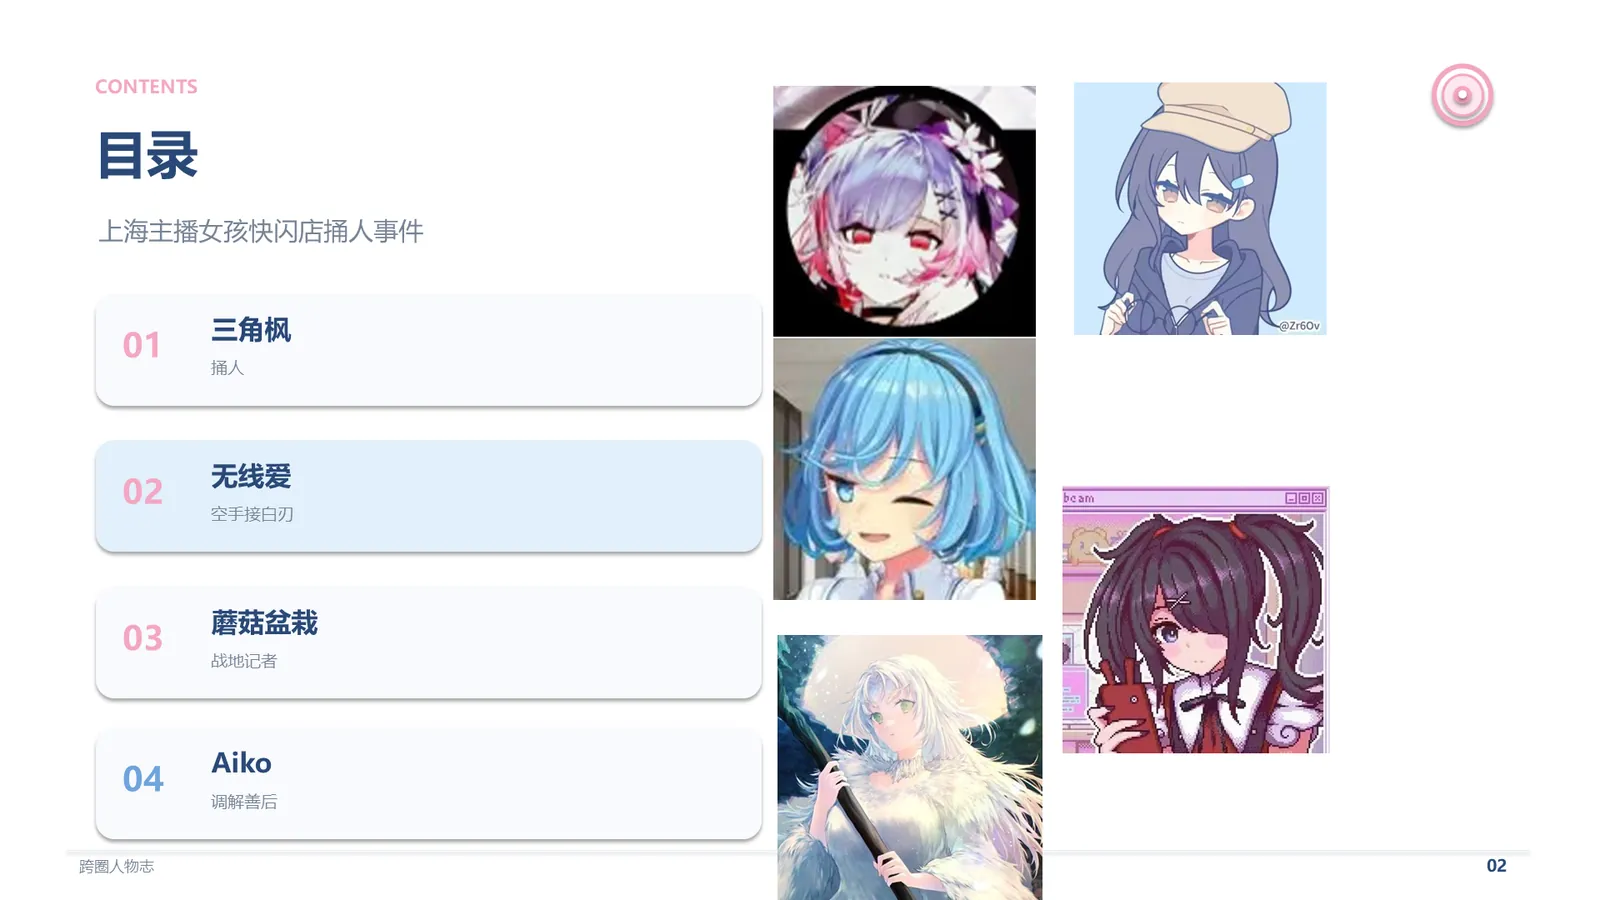 CONTENTS
目录
上海主播女孩快闪店捅人事件
01
三角枫
捅人
02
无线爱
空手接白刃
03
蘑菇盆栽
战地记者
04
Aiko
调解善后
@Zr6Ov
bcam
跨圈人物志
02